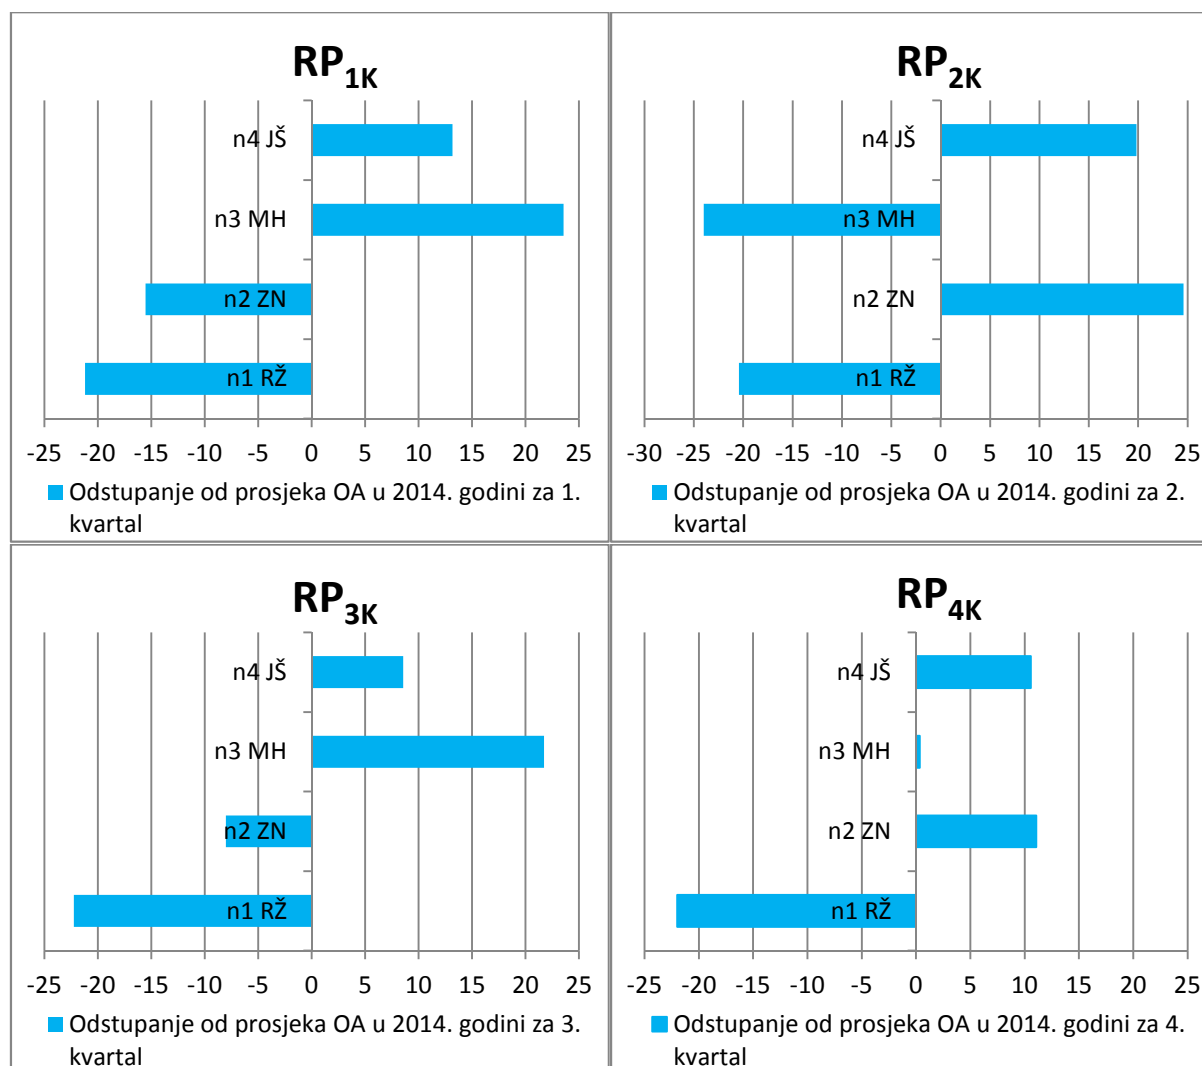 RP1K
n4 JŠ
n3 MH
n2 ZN
n1 RŽ
-25 -20 -15 -10 -5 0 5 10 15 20 25
Odstupanje od prosjeka OA u 2014. godini za 1.
kvartal
RP2K
n4 JŠ
n3 MH
n2 ZN
n1 RŽ
-30 -25 -20 -15 -10 -5 0 5 10 15 20 25
Odstupanje od prosjeka OA u 2014. godini za 2.
kvartal
RP3K
n4 JŠ
n3 MH
n2 ZN
n1 RŽ
-25 -20 -15 -10 -5 0 5 10 15 20 25
Odstupanje od prosjeka OA u 2014. godini za 3.
kvartal
RP4K
n4 JŠ
n3 MH
n2 ZN
n1 RŽ
-25 -20 -15 -10 -5 0 5 10 15 20 25
Odstupanje od prosjeka OA u 2014. godini za 4.
kvartal